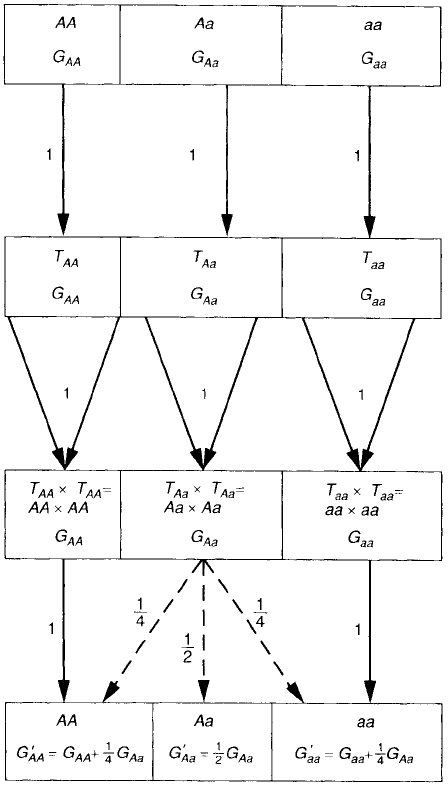 AA Aa aa
G_AA G_Aa G_aa
1 1 1
T_AA T_Aa T_aa
G_AA G_Aa G_aa
1 1 1
T_AA × T_AA= T_Aa × T_Aa= T_aa × T_aa=
AA × AA Aa × Aa aa × aa
G_AA G_Aa G_aa
1 1/4 1/2 1/4 1
AA Aa aa
G'_AA = G_AA + 1/4 G_Aa G'_Aa = 1/2 G_Aa G'_aa = G_aa + 1/4 G_Aa